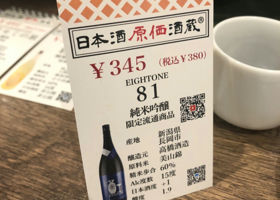 日本酒原価酒蔵®
¥345（税込¥380）
EIGHTONE
81
純米吟醸
限定流通商品
産地 新潟県
長岡市
醸造元 高橋酒造
原料米 美山錦
精米歩合 60%
Alc度数 15度
日本酒度 +1
酸度 1.9